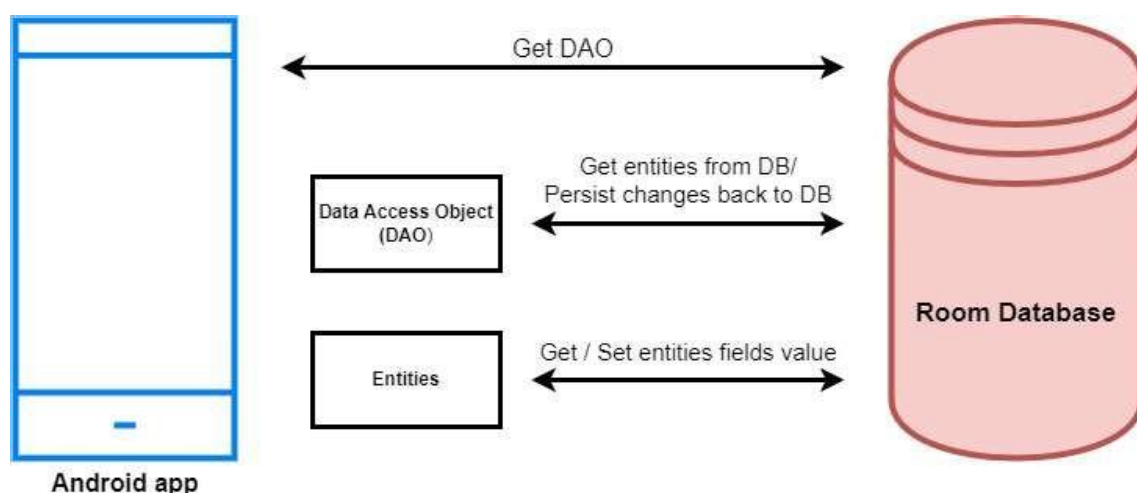 Get DAO
Get entities from DB/
Persist changes back to DB
Data Access Object
(DAO)
Room Database
Get / Set entities fields value
Entities
Android app